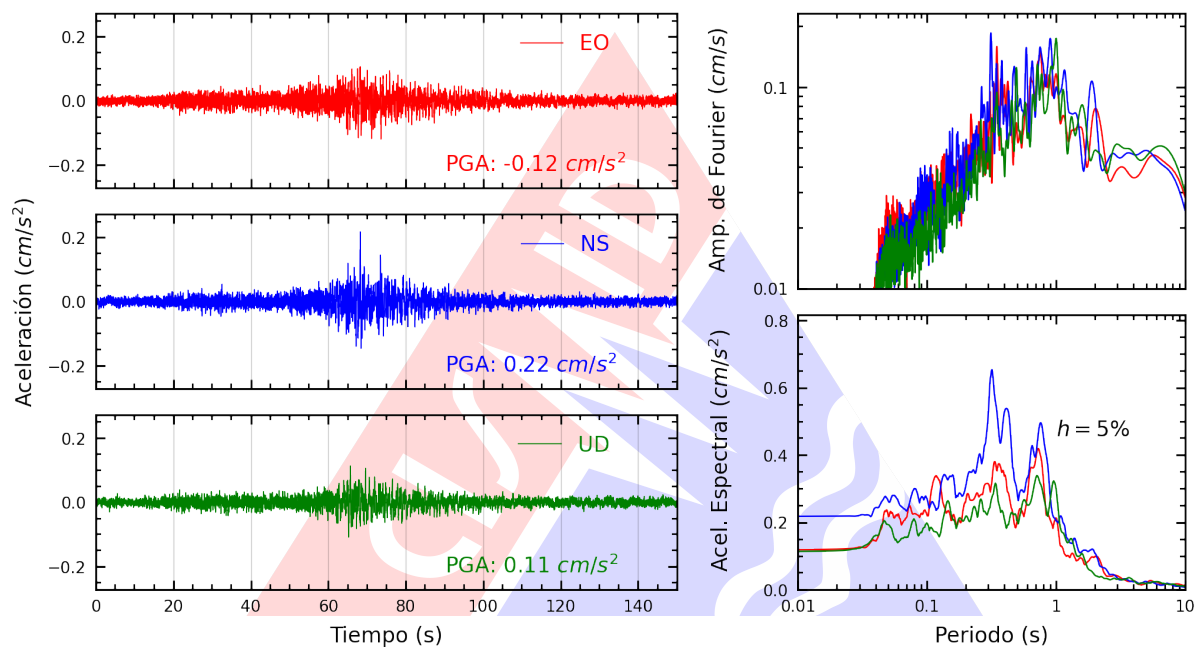 Aceleración (cm/s²)
0.2
0.0
−0.2
EO
PGA: -0.12 cm/s²
0.2
0.0
−0.2
NS
PGA: 0.22 cm/s²
0.2
0.0
−0.2
UD
PGA: 0.11 cm/s²
0 20 40 60 80 100 120 140
Tiempo (s)
Amp. de Fourier (cm/s)
0.1
0.01
Acel. Espectral (cm/s²)
0.8
0.6
0.4
0.2
0.0
h = 5%
0.01 0.1 1 10
Periodo (s)
CISMID